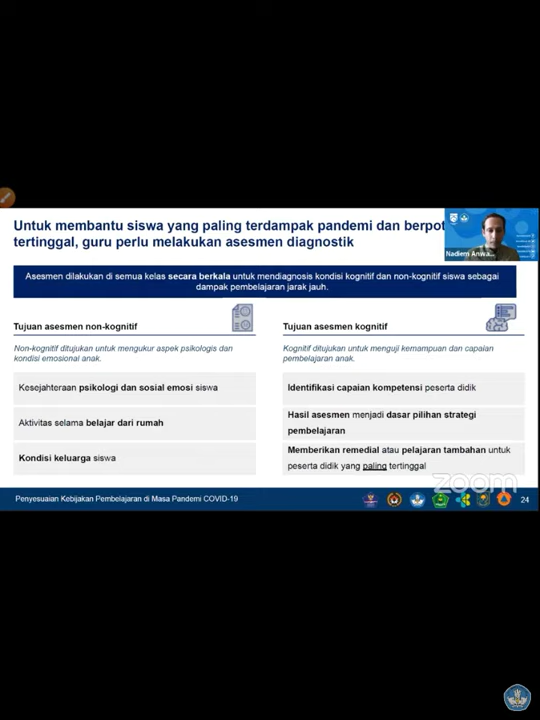 Untuk membantu siswa yang paling terdampak pandemi dan berpot
tertinggal, guru perlu melakukan asesmen diagnostik
Nadiem Anwa...
Asesmen dilakukan di semua kelas secara berkala untuk mendiagnosis kondisi kognitif dan non-kognitif siswa sebagai
dampak pembelajaran jarak jauh.
Tujuan asesmen non-kognitif
Non-kognitif ditujukan untuk mengukur aspek psikologis dan
kondisi emosional anak.
Kesejahteraan psikologi dan sosial emosi siswa
Aktivitas selama belajar dari rumah
Kondisi keluarga siswa
Tujuan asesmen kognitif
Kognitif ditujukan untuk menguji kemampuan dan capaian
pembelajaran anak.
Identifikasi capaian kompetensi peserta didik
Hasil asesmen menjadi dasar pilihan strategi
pembelajaran
Memberikan remedial atau pelajaran tambahan untuk
peserta didik yang paling tertinggal
zoom
Penyesuaian Kebijakan Pembelajaran di Masa Pandemi COVID-19
24